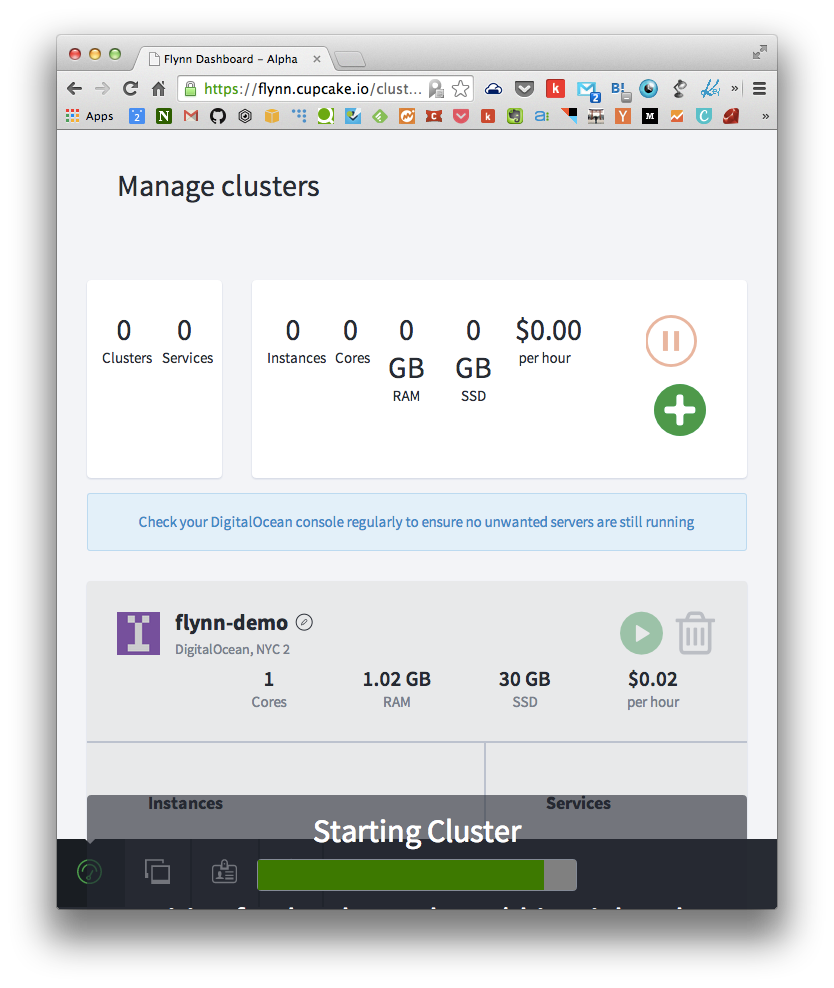 Flynn Dashboard – Alpha
https://flynn.cupcake.io/clust...
Apps
Manage clusters
0 0 0 0 0 0 $0.00
Clusters Services Instances Cores GB GB per hour
RAM SSD
Check your DigitalOcean console regularly to ensure no unwanted servers are still running
flynn-demo
DigitalOcean, NYC 2
1 1.02 GB 30 GB $0.02
Cores RAM SSD per hour
Instances Services
Starting Cluster